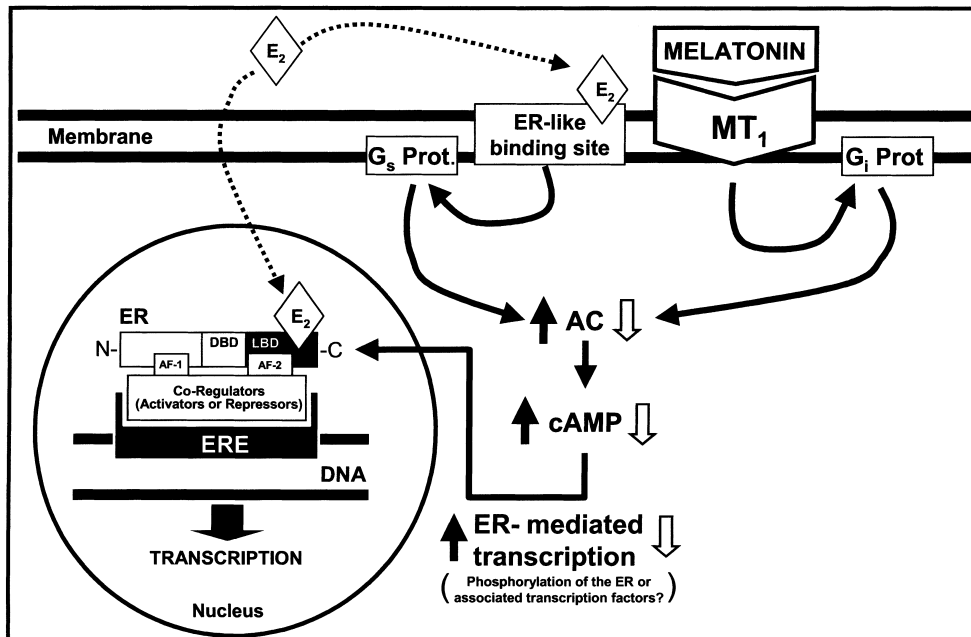 E2
E2
MELATONIN
MT1
Membrane
ER-like
binding site
Gs Prot.
Gi Prot
E2
ER
N-
DBD
LBD
-C
AF-1
AF-2
Co-Regulators
(Activators or Repressors)
ERE
DNA
TRANSCRIPTION
Nucleus
AC
cAMP
ER- mediated
transcription
( Phosphorylation of the ER or
associated transcription factors? )